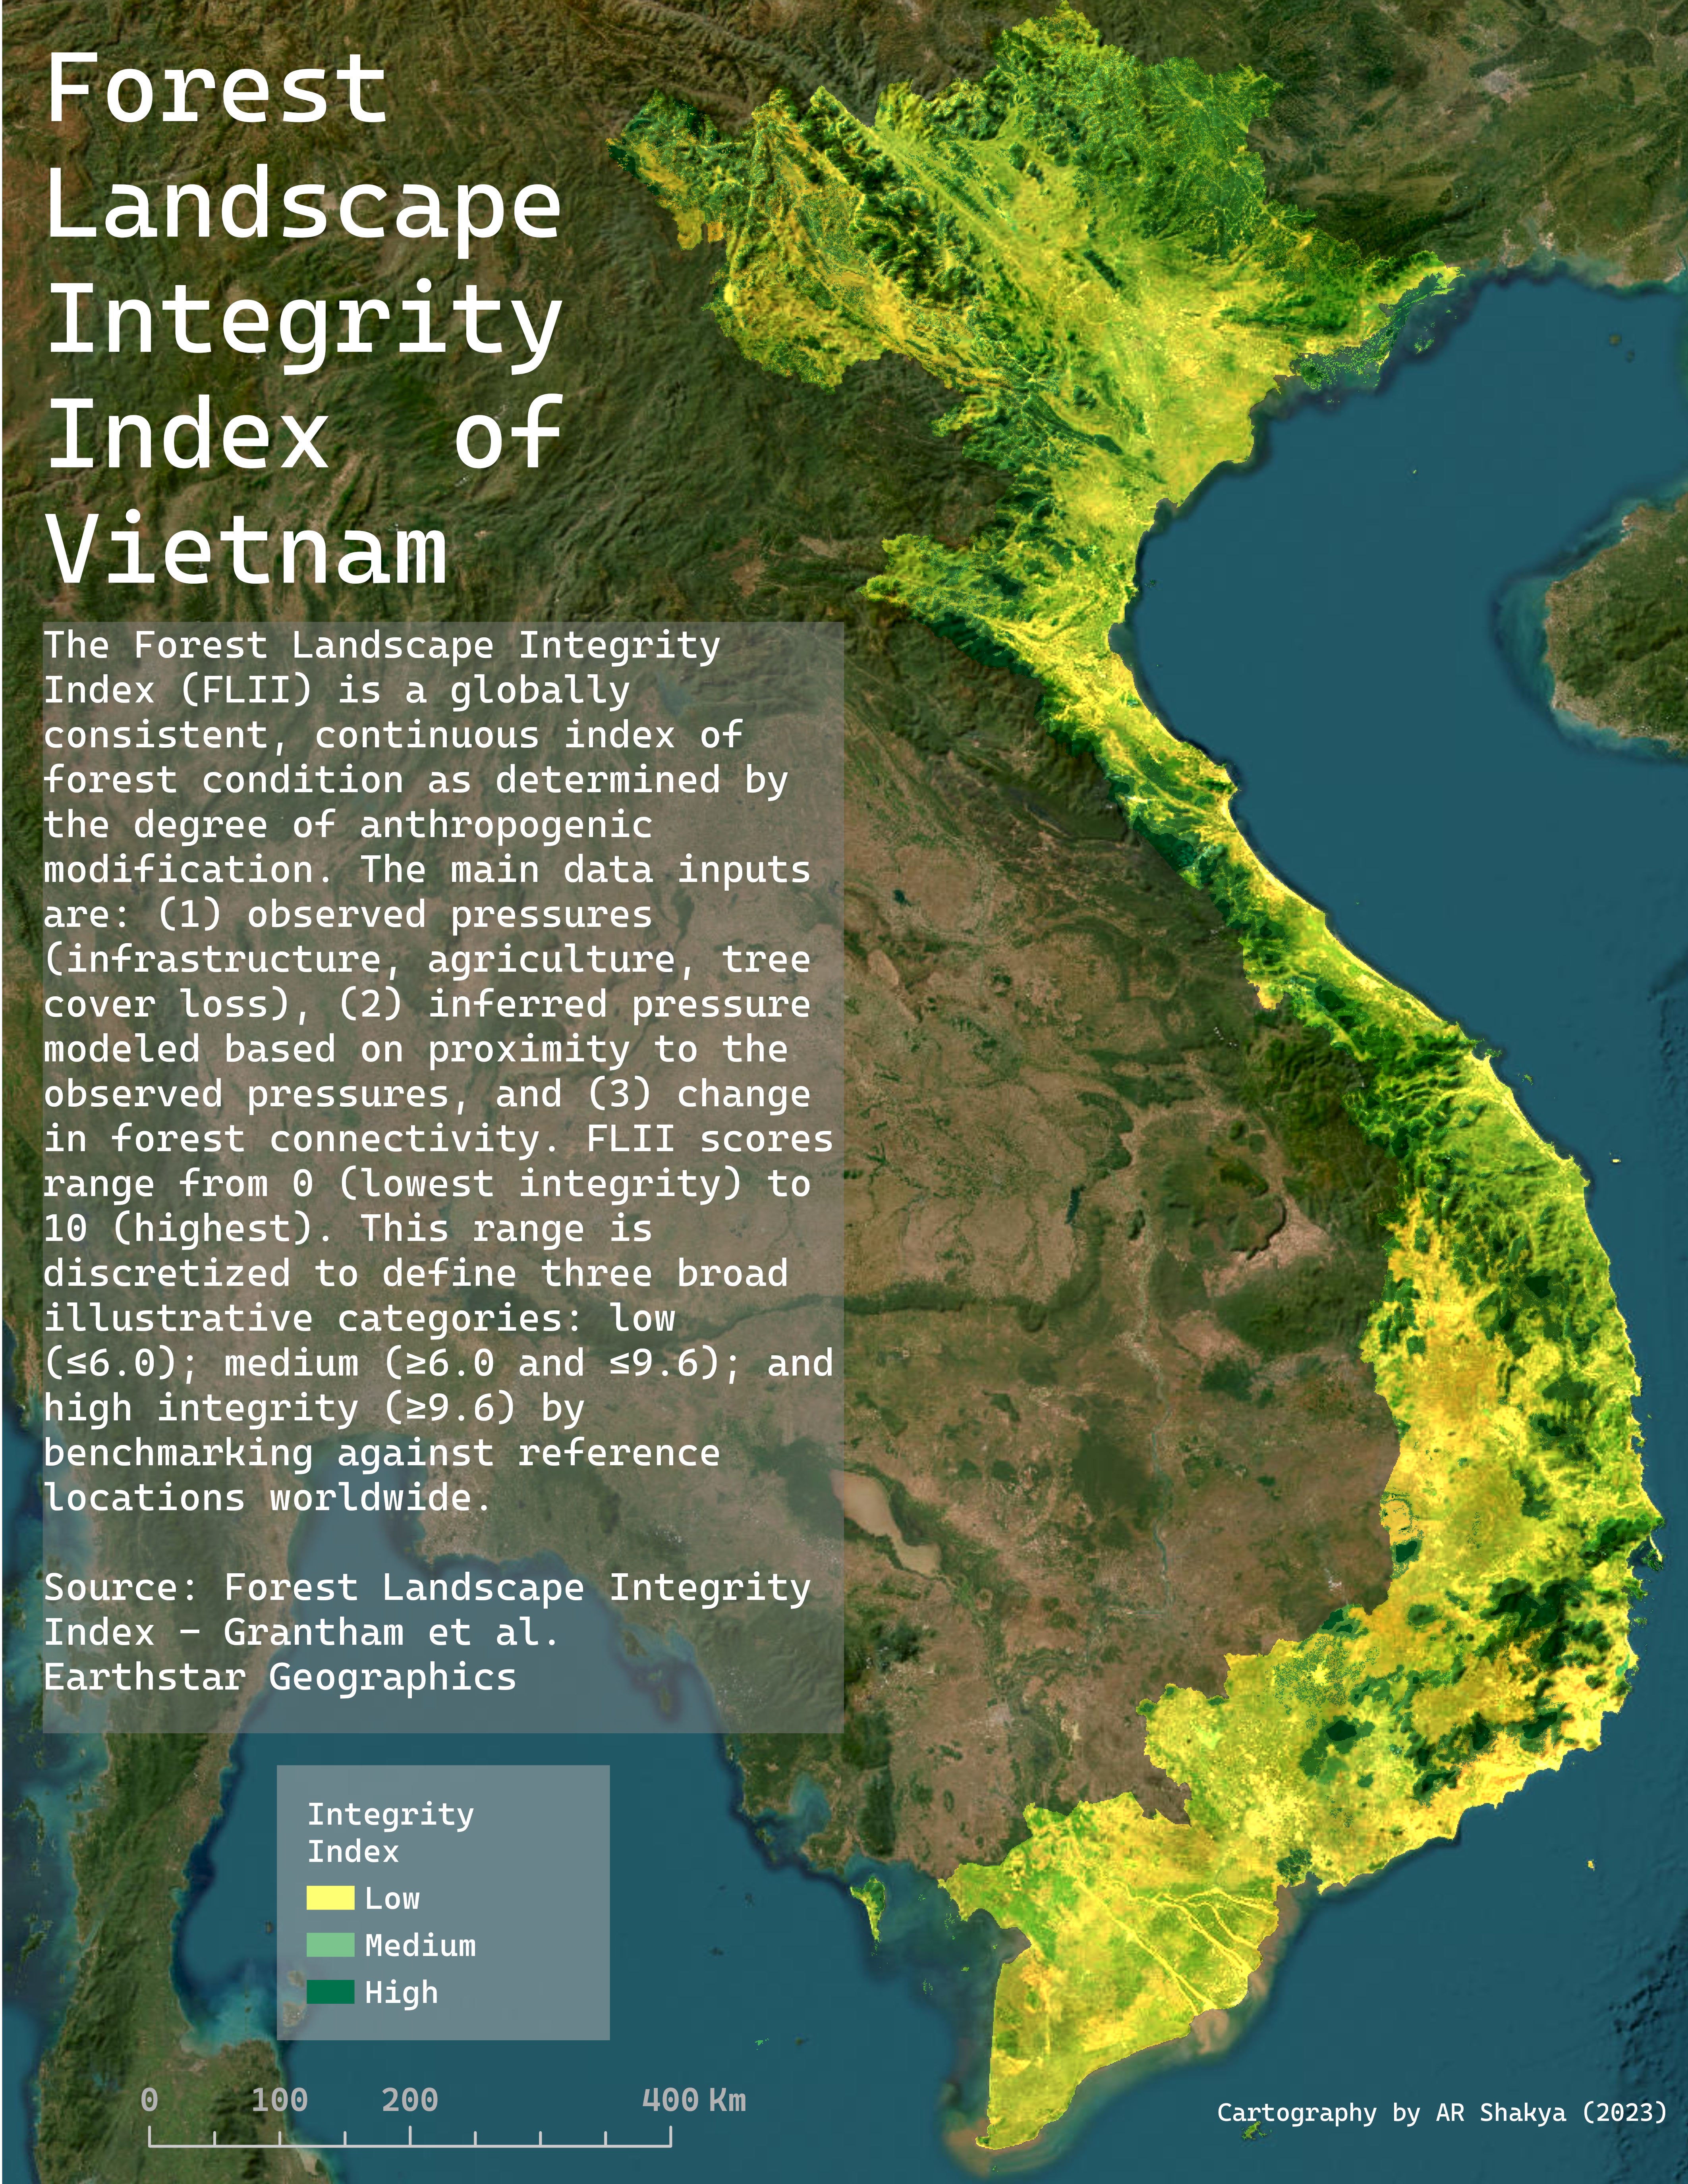 Forest
Landscape
Integrity
Index of
Vietnam
The Forest Landscape Integrity
Index (FLII) is a globally
consistent, continuous index of
forest condition as determined by
the degree of anthropogenic
modification. The main data inputs
are: (1) observed pressures
(infrastructure, agriculture, tree
cover loss), (2) inferred pressure
modeled based on proximity to the
observed pressures, and (3) change
in forest connectivity. FLII scores
range from 0 (lowest integrity) to
10 (highest). This range is
discretized to define three broad
illustrative categories: low
(≤6.0); medium (≥6.0 and ≤9.6); and
high integrity (≥9.6) by
benchmarking against reference
locations worldwide.
Source: Forest Landscape Integrity
Index – Grantham et al.
Earthstar Geographics
Integrity
Index
Low
Medium
High
0 100 200 400 Km
Cartography by AR Shakya (2023)